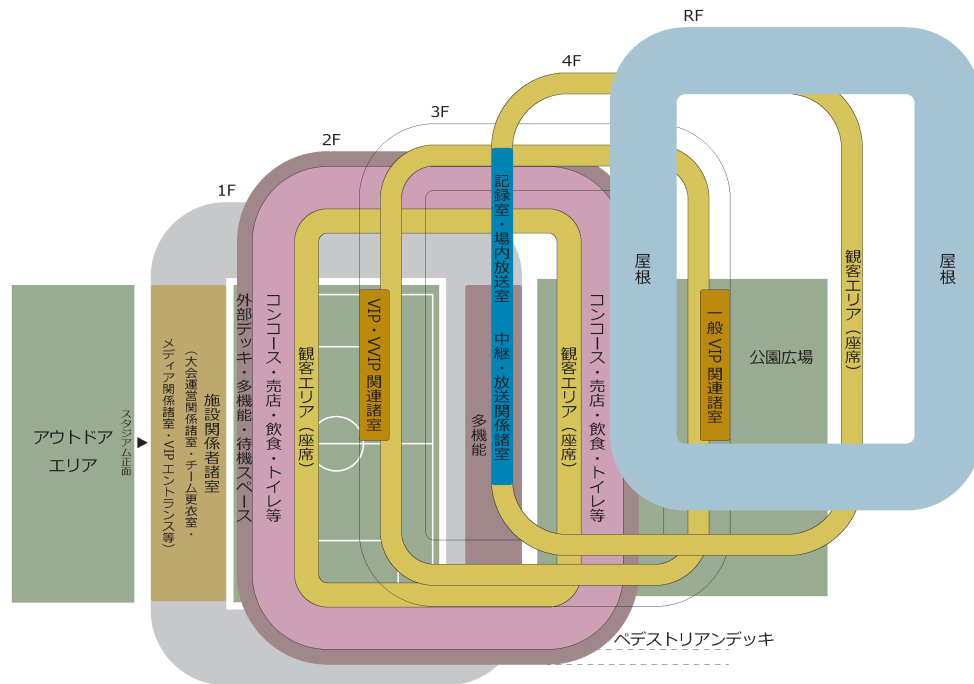 RF
4F
3F
2F
1F
アウトドア
エリア
スタジアム正面
施設関係者諸室
(大会運営関係諸室・チーム更衣室・
メディア関係諸室・VIPエントランス等)
外部デッキ・多機能・待機スペース
コンコース・売店・飲食・トイレ等
観客エリア(座席)
VIP・VVIP関連諸室
多機能
記録室・場内放送室 中継・放送関係諸室
観客エリア(座席)
コンコース・売店・飲食・トイレ等
屋根
一般VIP関連諸室
公園広場
観客エリア(座席)
屋根
ペデストリアンデッキ